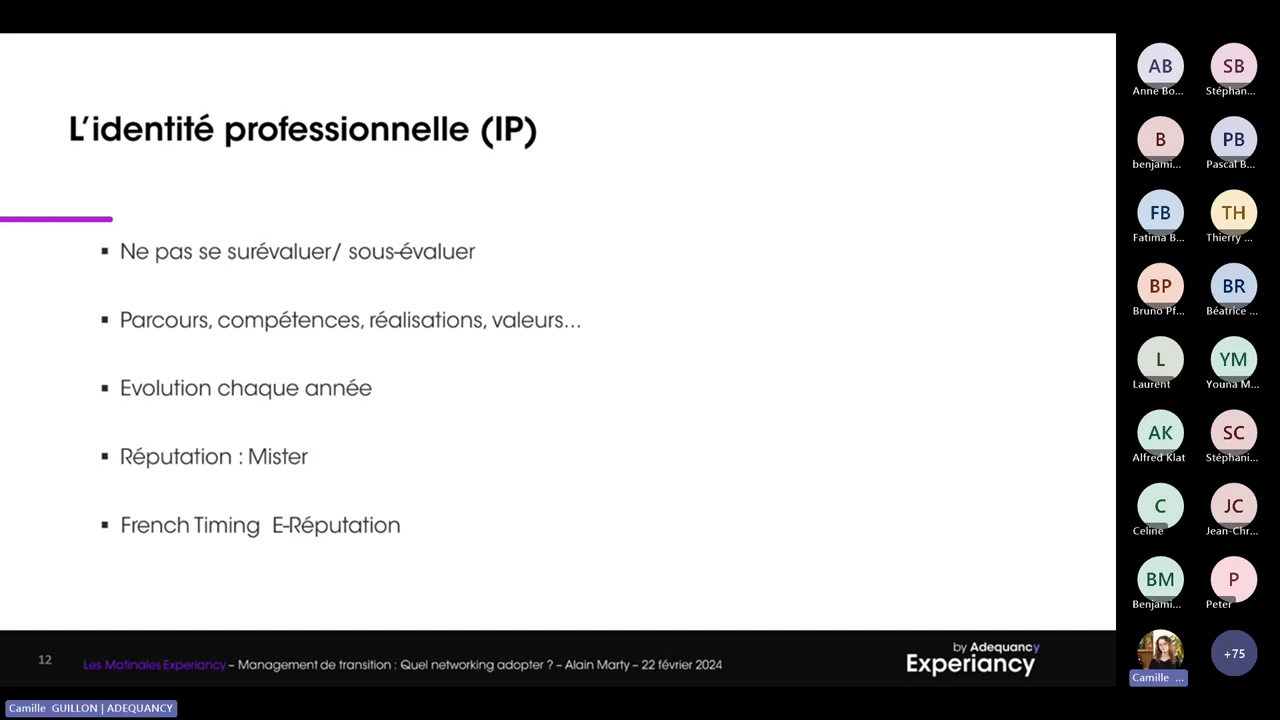 L'identité professionnelle (IP)
▪ Ne pas se surévaluer/ sous-évaluer
▪ Parcours, compétences, réalisations, valeurs...
▪ Evolution chaque année
▪ Réputation : Mister
▪ French Timing E-Réputation
12
Les Matinales Experiancy – Management de transition : Quel networking adopter ? – Alain Marty – 22 février 2024
by Adequancy
Experiancy
AB
Anne Bo...
SB
Stéphan...
B
benjami...
PB
Pascal B...
FB
Fatima B...
TH
Thierry ...
BP
Bruno Pf...
BR
Béatrice ...
L
Laurent
YM
Youna M...
AK
Alfred Klat
SC
Stéphani...
C
Celine
JC
Jean-Chr...
BM
Benjami...
P
Peter
Camille ...
+75
Camille GUILLON | ADEQUANCY